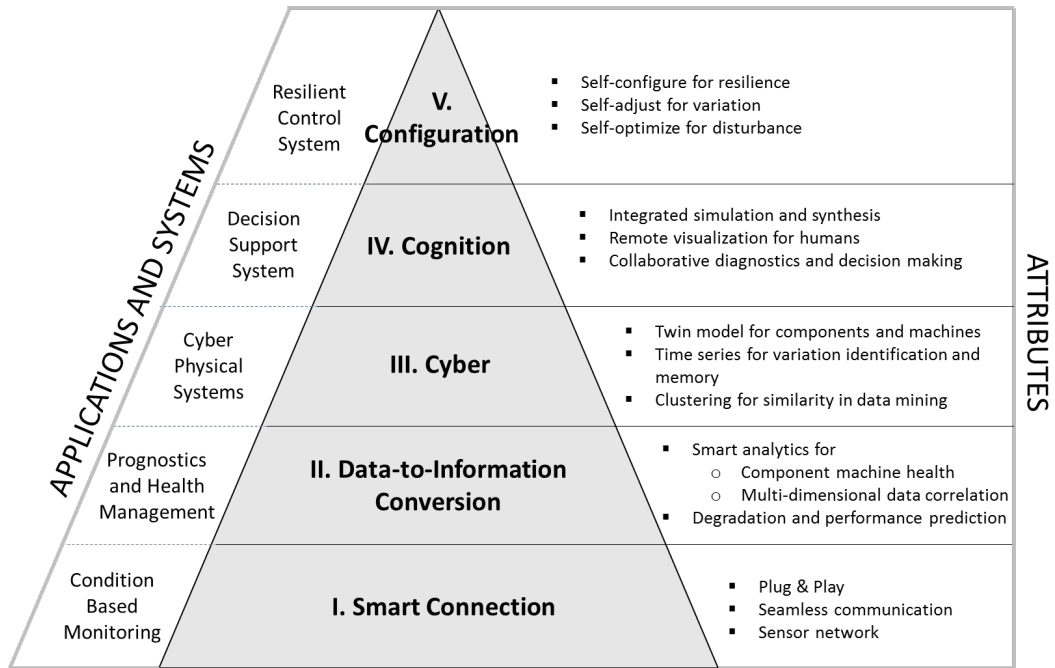 APPLICATIONS AND SYSTEMS
Resilient
Control
System
V.
Configuration
▪ Self-configure for resilience
▪ Self-adjust for variation
▪ Self-optimize for disturbance
Decision
Support
System
IV. Cognition
▪ Integrated simulation and synthesis
▪ Remote visualization for humans
▪ Collaborative diagnostics and decision making
Cyber
Physical
Systems
III. Cyber
▪ Twin model for components and machines
▪ Time series for variation identification and
memory
▪ Clustering for similarity in data mining
Prognostics
and Health
Management
II. Data-to-Information
Conversion
▪ Smart analytics for
o Component machine health
o Multi-dimensional data correlation
▪ Degradation and performance prediction
Condition
Based
Monitoring
I. Smart Connection
▪ Plug & Play
▪ Seamless communication
▪ Sensor network
ATTRIBUTES